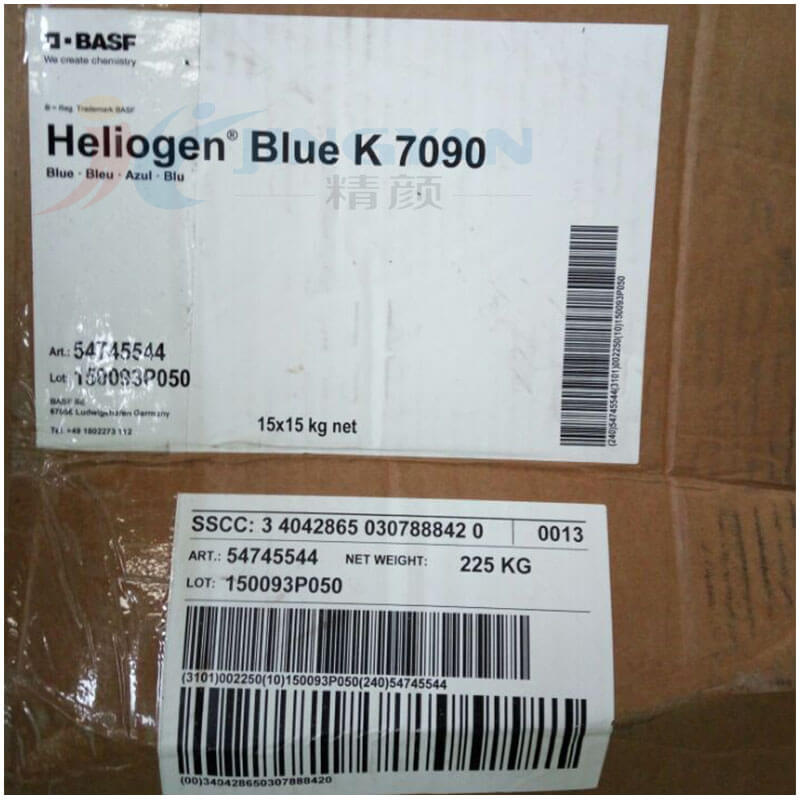 BASF
We create chemistry
® = Reg. Trademark BASF
JINGYAN
Heliogen® Blue K 7090
Blue · Bleu · Azul · Blu
精颜
Art.: 54745544
Lot: 150093P050
BASF SE
67056 Ludwigshafen Germany
Tel: +49 1802273 112
15x15 kg net
(240)54745544(3101)002250(10)150093P050
SSCC: 3 4042865 030788842 0 0013
ART.: 54745544 NET WEIGHT: 225 KG
LOT: 150093P050
(3101)002250(10)150093P050(240)54745544
(00)340428650307888420